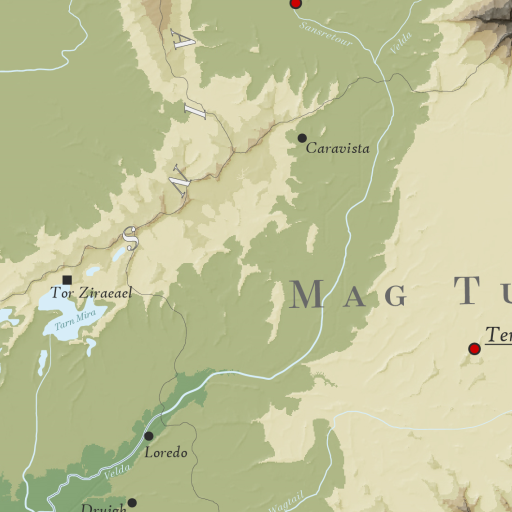 Sansretour
Velda
Caravista
S N I A
MAG TU
Tor Ziraeael
Tarn Mira
Ter
Loredo
Velda
Wagtail
Druigh